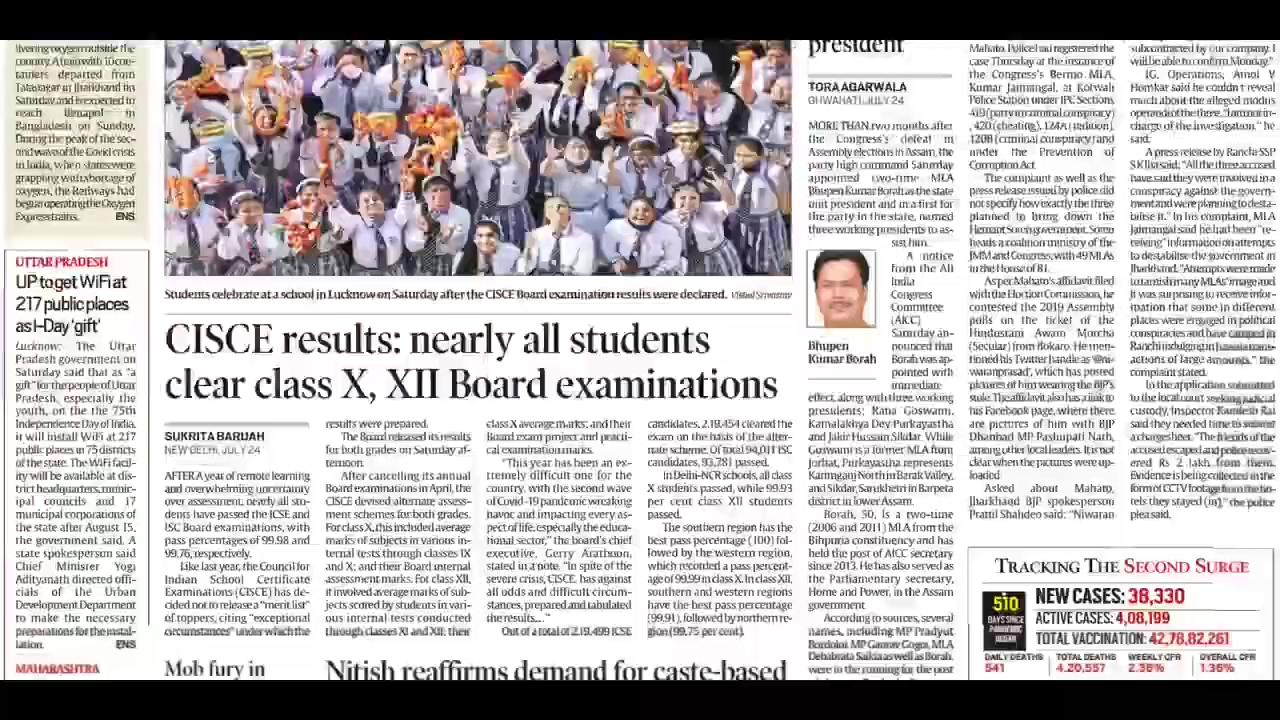 livering oxygen outside the
country. A train with 10 con-
tainers departed from
Tatanagar in Jharkhand on
Saturday and is expected to
reach Benapol in
Bangladesh on Sunday.
During the peak of the sec-
ond wave of the Covid crisis
in India, when states were
grappling with shortage of
oxygen, the Railways had
begun operating the Oxygen
Express trains. ENS
UTTAR PRADESH
UP to get WiFi at
217 public places
as I-Day 'gift'
Lucknow: The Uttar
Pradesh government on
Saturday said that as "a
gift" for the people of Uttar
Pradesh, especially the
youth, on the the 75th
Independence Day of India,
it will install WiFi at 217
public places in 75 districts
of the state. The WiFi facil-
ity will be available at dis-
trict headquarters, munic-
ipal councils and 17
municipal corporations of
the state after August 15,
the government said. A
state spokesperson said
Chief Minister Yogi
Adityanath directed offi-
cials of the Urban
Development Department
to make the necessary
preparations for the instal-
lation. ENS
MAHARASHTRA
Students celebrate at a school in Lucknow on Saturday after the CISCE Board examination results were declared. Vishal Srivastav
CISCE results: nearly all students
clear class X, XII Board examinations
SUKRITA BARUAH
NEW DELHI, JULY 24
AFTER A year of remote learning
and overwhelming uncertainty
over assessment, nearly all stu-
dents have passed the ICSE and
ISC Board examinations, with
pass percentages of 99.98 and
99.76, respectively.
Like last year, the Council for
Indian School Certificate
Examinations (CISCE) has de-
cided not to release a "merit list"
of toppers, citing "exceptional
circumstances" under which the
results were prepared.
The Board released its results
for both grades on Saturday af-
ternoon.
After cancelling its annual
Board examinations in April, the
CISCE devised alternate assess-
ment schemes for both grades.
For class X, this included average
marks of subjects in various in-
ternal tests through classes IX
and X; and their Board internal
assessment marks. For class XII,
it involved average marks of sub-
jects scored by students in vari-
ous internal tests conducted
through classes XI and XII; their
class X average marks; and their
Board exam project and practi-
cal examination marks.
"This year has been an ex-
tremely difficult one for the
country, with the second wave
of Covid-19 pandemic wreaking
havoc and impacting every as-
pect of life, especially the educa-
tional sector," the board's chief
executive, Gerry Arathoon,
stated in a note. "In spite of the
severe crisis, CISCE, has against
all odds and difficult circum-
stances, prepared and tabulated
the results..."
Out of a total of 2,19,499 ICSE
candidates, 2,19,454 cleared the
exam on the basis of the alter-
nate scheme. Of total 94,011 ISC
candidates, 93,781 passed.
In Delhi-NCR schools, all class
X students passed, while 99.93
per cent class XII students
passed.
The southern region has the
best pass percentage (100) fol-
lowed by the western region,
which recorded a pass percent-
age of 99.99 in class X. In class XII,
southern and western regions
have the best pass percentage
(99.91), followed by northern re-
gion (99.75 per cent).
Mob fury in
Nitish reaffirms demand for caste-based
president
TORA AGARWALA
GUWAHATI, JULY 24
MORE THAN two months after
the Congress's defeat in
Assembly elections in Assam, the
party high command Saturday
appointed two-time MLA
Bhupen Kumar Borah as the state
unit president and in a first for
the party in the state, named
three working presidents to as-
sist him.
A notice
from the All
India
Congress
Committee
(AICC)
Saturday an-
nounced that
Borah was ap-
pointed with
immediate
Bhupen
Kumar Borah
effect, along with three working
presidents: Rana Goswami,
Kamalakhya Dey Purkayastha
and Jakir Hussain Sikdar. While
Goswami is a former MLA from
Jorhat, Purkayastha represents
Karimganj North in Barak Valley,
and Sikdar, Sarukhetri in Barpeta
district in lower Assam.
Borah, 50, is a two-time
(2006 and 2011) MLA from the
Bihpuria constituency and has
held the post of AICC secretary
since 2013. He has also served as
the Parliamentary secretary,
Home and Power, in the Assam
government.
According to sources, several
names, including MP Pradyut
Bordoloi, MP Gaurav Gogoi, MLA
Debabrata Saikia as well as Borah,
were in the running for the post
Mahato. Police had registered the
case Thursday at the instance of
the Congress's Bermo MLA,
Kumar Jaimangal, at Kotwali
Police Station under IPC Sections
419 (party to criminal conspiracy)
, 420 (cheating), 124A (sedition),
120B (criminal conspiracy) and
under the Prevention of
Corruption Act.
The complaint as well as the
press release issued by police did
not specify how exactly the three
planned to bring down the
Hemant Soren government. Soren
heads a coalition ministry of the
JMM and Congress, with 49 MLAs
in the House of 81.
As per Mahato's affidavit filed
with the Election Commission, he
contested the 2019 Assembly
polls on the ticket of the
Hindustani Awam Morcha
(Secular) from Bokaro. He men-
tioned his Twitter handle as '@ni-
waranprasad', which has posted
pictures of him wearing the BJP's
stole. The affidavit also has a link to
his Facebook page, where there
are pictures of him with BJP
Dhanbad MP Pashupati Nath,
among other local leaders. It is not
clear when the pictures were up-
loaded.
Asked about Mahato,
Jharkhand BJP spokesperson
Pratul Shahdeo said: "Niwaran
subcontracted by our company. I
will be able to confirm Monday."
IG, Operations, Amol V
Homkar said he couldn't reveal
much about the alleged modus
operandi of the three. "I am not in-
charge of the investigation," he
said.
A press release by Ranchi SSP
S K Jha said: "All the three accused
have said they were involved in a
conspiracy against the govern-
ment and were planning to desta-
bilise it." In his complaint, MLA
Jaimangal said he had been "re-
ceiving" information on attempts
to destabilise the government in
Jharkhand. "Attempts were made
to tarnish many MLAs' image and
it was surprising to receive infor-
mation that some in different
places were engaged in political
conspiracies and have camped in
Ranchi indulging in
actions of large amounts," the
complaint stated.
In the application submitted
to the local court seeking judicial
custody, Inspector Kamlesh Rai
said they needed time to submit
a chargesheet. "The friends of the
accused escaped and police recov-
ered Rs 2 lakh from them.
Evidence is being collected in the
form of CCTV footage from the ho-
tels they stayed (in)," the police
plea said.
TRACKING THE SECOND SURGE
510
DAYS SINCE
PANDEMIC
BEGAN
NEW CASES: 38,330
ACTIVE CASES: 4,08,199
TOTAL VACCINATION: 42,78,82,261
DAILY DEATHS
541
TOTAL DEATHS
4,20,557
WEEKLY CFR
2.36%
OVERALL CFR
1.35%